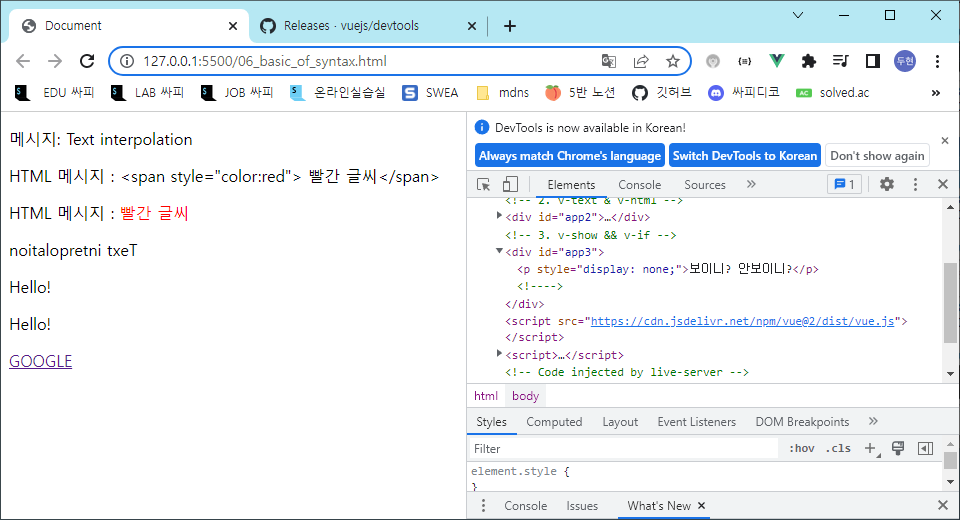 Document
Releases · vuejs/devtools
127.0.0.1:5500/06_basic_of_syntax.html
두현
EDU 싸피
LAB 싸피
JOB 싸피
온라인실습실
SWEA
mdns
5반 노션
깃허브
싸피디코
AC
solved.ac
»
메시지: Text interpolation
HTML 메시지 : <span style="color:red"> 빨간 글씨</span>
HTML 메시지 : 빨간 글씨
noitalopretni txeT
Hello!
Hello!
GOOGLE
DevTools is now available in Korean!
Always match Chrome's language
Switch DevTools to Korean
Don't show again
Elements
Console
Sources
»
1
<!-- 2. v-text & v-html -->
<div id="app2">…</div>
<!-- 3. v-show && v-if -->
<div id="app3">
<p style="display: none;">보이니? 안보이니?</p>
<!---->
</div>
<script src="https://cdn.jsdelivr.net/npm/vue@2/dist/vue.js">
</script>
<script>…</script>
<!-- Code injected by live-server -->
html
body
Styles
Computed
Layout
Event Listeners
DOM Breakpoints
»
Filter
:hov
.cls
element.style {
}
Console
Issues
What's New